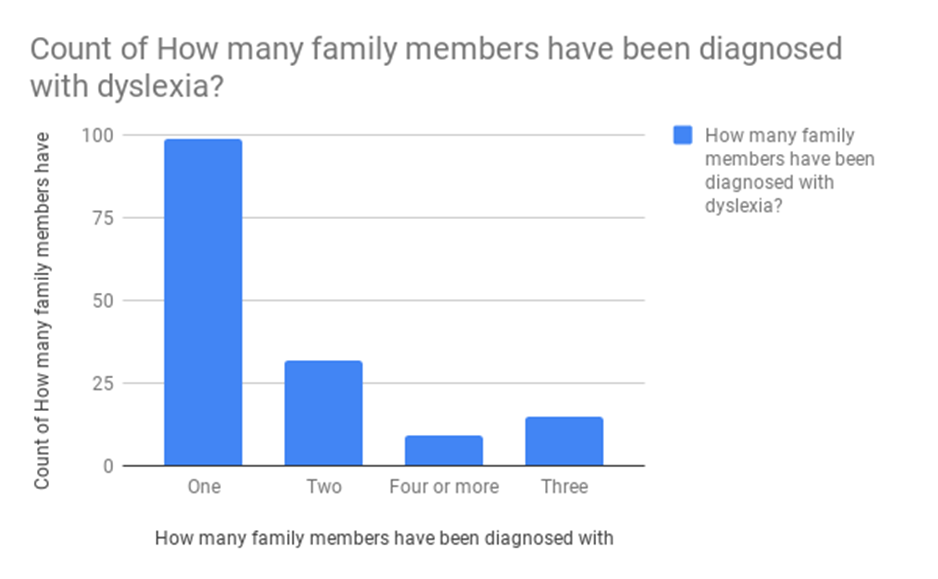 Count of How many family members have been diagnosed
with dyslexia?
Count of How many family members have
100
75
50
25
0
One
Two
Four or more
Three
How many family members have been diagnosed with
How many family
members have been
diagnosed with
dyslexia?